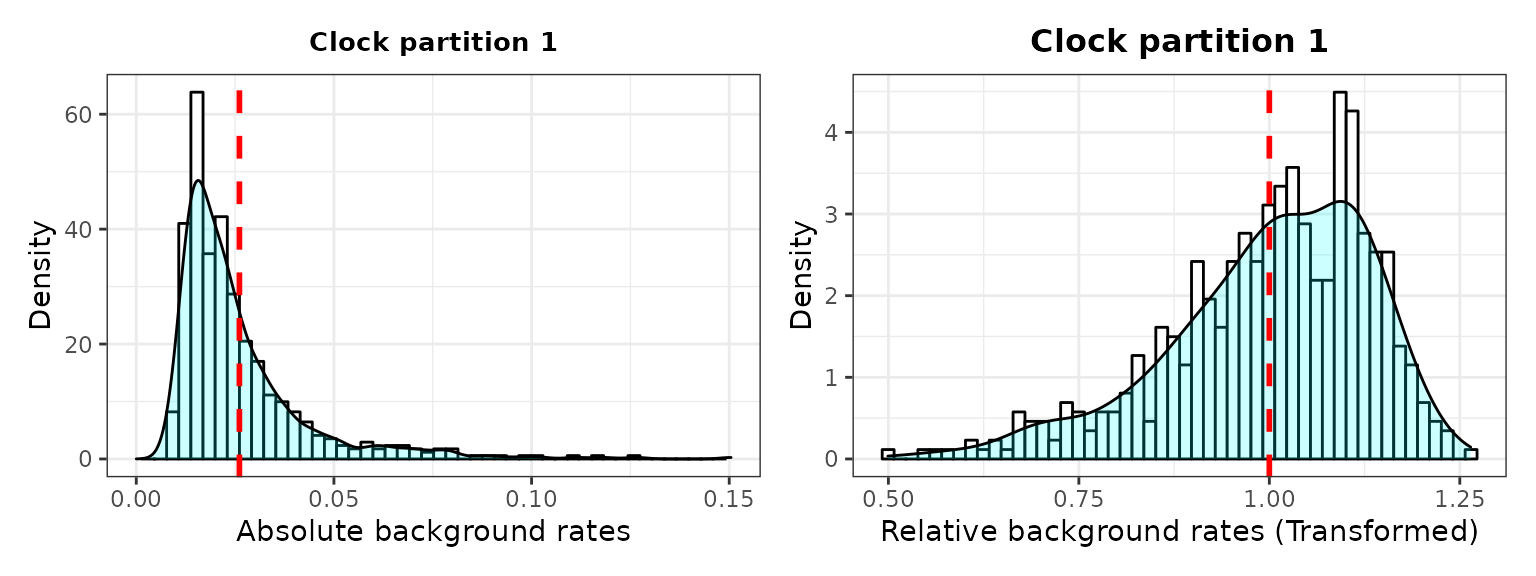 Clock partition 1
Density
60
40
20
0
0.00 0.05 0.10 0.15
Absolute background rates
Clock partition 1
Density
4
3
2
1
0
0.50 0.75 1.00 1.25
Relative background rates (Transformed)